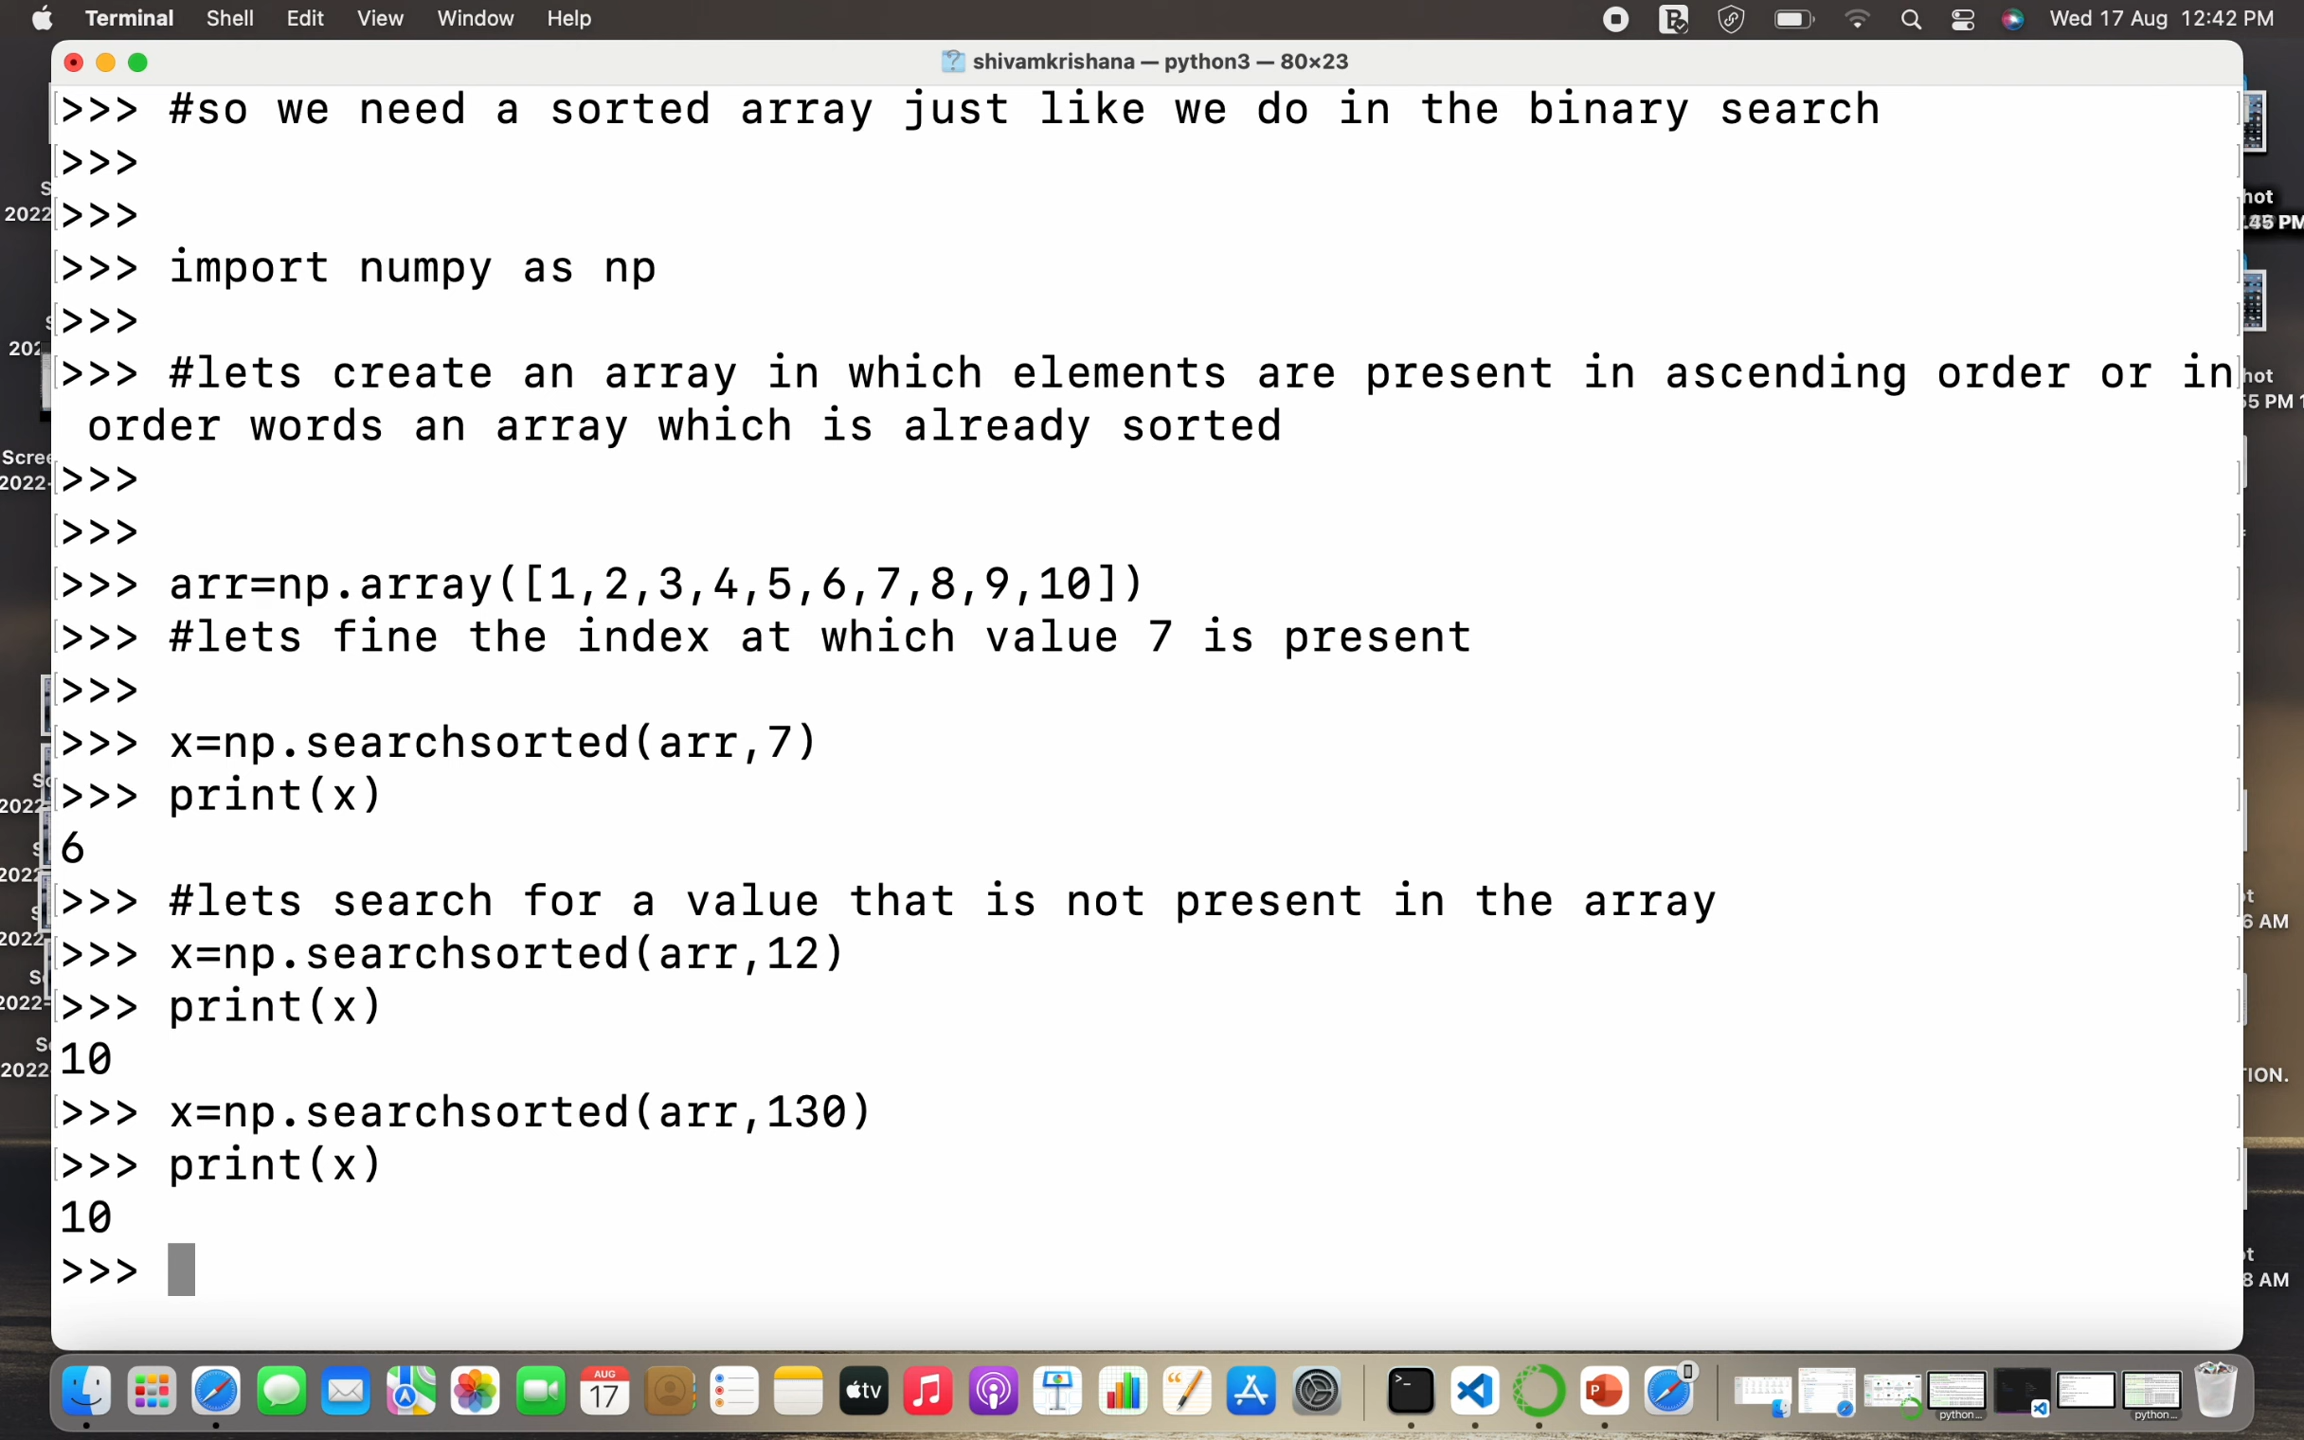 Terminal Shell Edit View Window Help Wed 17 Aug 12:42 PM
shivamkrishana — python3 — 80×23
>>> #so we need a sorted array just like we do in the binary search
>>>
>>>
>>> import numpy as np
>>>
>>> #lets create an array in which elements are present in ascending order or in
order words an array which is already sorted
>>>
>>>
>>> arr=np.array([1,2,3,4,5,6,7,8,9,10])
>>> #lets fine the index at which value 7 is present
>>>
>>> x=np.searchsorted(arr,7)
>>> print(x)
6
>>> #lets search for a value that is not present in the array
>>> x=np.searchsorted(arr,12)
>>> print(x)
10
>>> x=np.searchsorted(arr,130)
>>> print(x)
10
>>>
AUG
17
tv
python...
python...